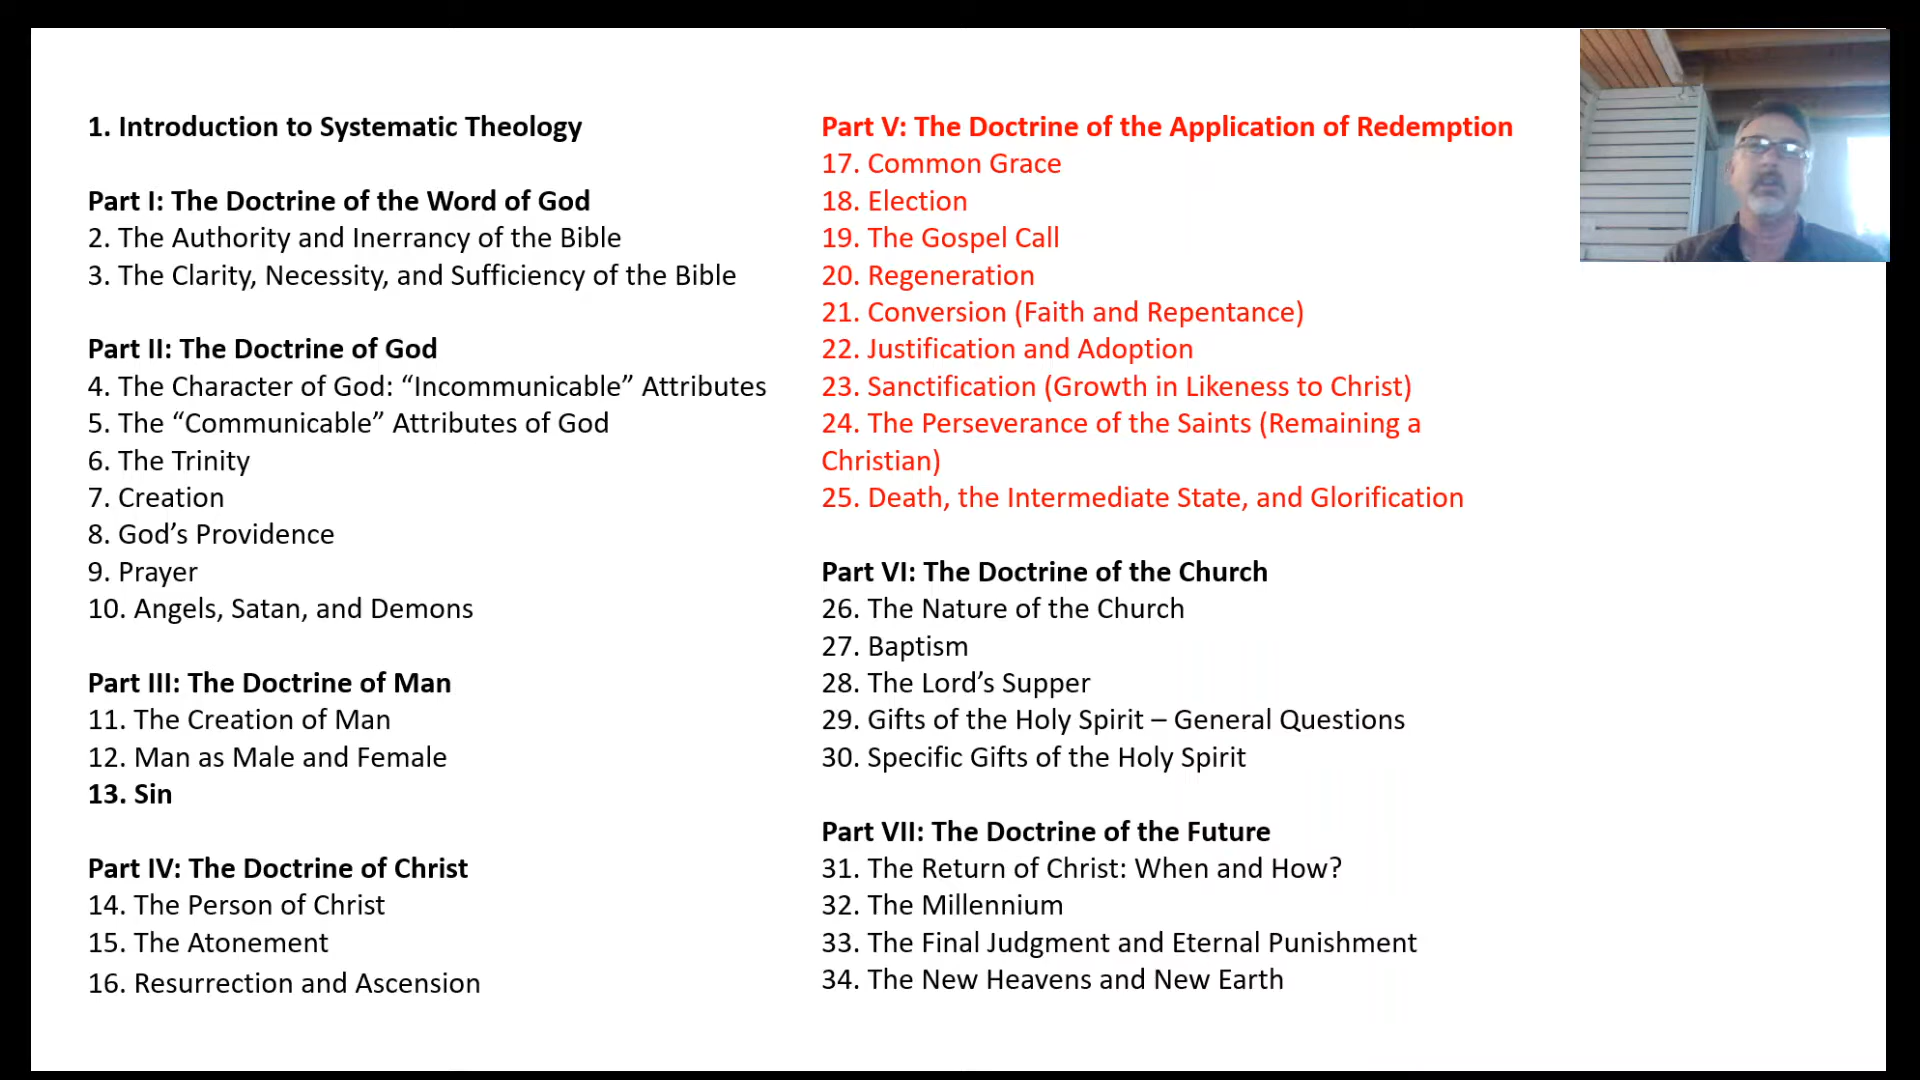 1. Introduction to Systematic Theology
Part I: The Doctrine of the Word of God
2. The Authority and Inerrancy of the Bible
3. The Clarity, Necessity, and Sufficiency of the Bible
Part II: The Doctrine of God
4. The Character of God: “Incommunicable” Attributes
5. The “Communicable” Attributes of God
6. The Trinity
7. Creation
8. God’s Providence
9. Prayer
10. Angels, Satan, and Demons
Part III: The Doctrine of Man
11. The Creation of Man
12. Man as Male and Female
13. Sin
Part IV: The Doctrine of Christ
14. The Person of Christ
15. The Atonement
16. Resurrection and Ascension
Part V: The Doctrine of the Application of Redemption
17. Common Grace
18. Election
19. The Gospel Call
20. Regeneration
21. Conversion (Faith and Repentance)
22. Justification and Adoption
23. Sanctification (Growth in Likeness to Christ)
24. The Perseverance of the Saints (Remaining a
Christian)
25. Death, the Intermediate State, and Glorification
Part VI: The Doctrine of the Church
26. The Nature of the Church
27. Baptism
28. The Lord’s Supper
29. Gifts of the Holy Spirit – General Questions
30. Specific Gifts of the Holy Spirit
Part VII: The Doctrine of the Future
31. The Return of Christ: When and How?
32. The Millennium
33. The Final Judgment and Eternal Punishment
34. The New Heavens and New Earth